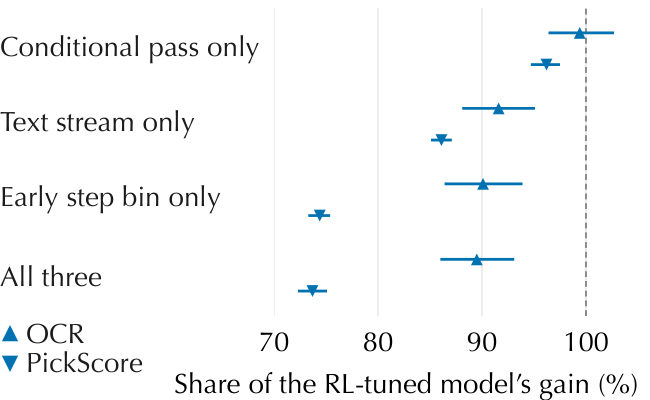 Conditional pass only
Text stream only
Early step bin only
All three
▲ OCR
▼ PickScore
70 80 90 100
Share of the RL-tuned model’s gain (%)